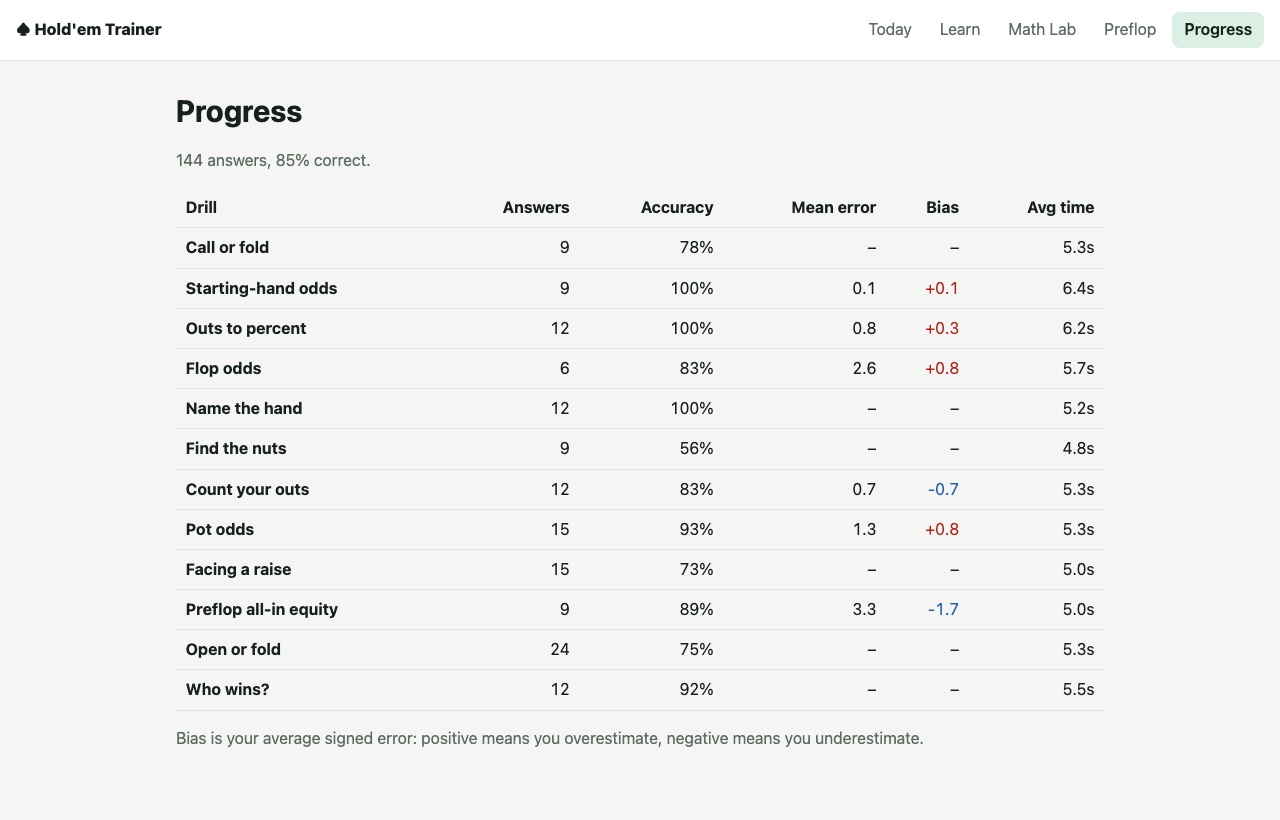 ♠ Hold'em Trainer Today Learn Math Lab Preflop Progress
Progress
144 answers, 85% correct.
Drill Answers Accuracy Mean error Bias Avg time
Call or fold 9 78% – – 5.3s
Starting-hand odds 9 100% 0.1 +0.1 6.4s
Outs to percent 12 100% 0.8 +0.3 6.2s
Flop odds 6 83% 2.6 +0.8 5.7s
Name the hand 12 100% – – 5.2s
Find the nuts 9 56% – – 4.8s
Count your outs 12 83% 0.7 -0.7 5.3s
Pot odds 15 93% 1.3 +0.8 5.3s
Facing a raise 15 73% – – 5.0s
Preflop all-in equity 9 89% 3.3 -1.7 5.0s
Open or fold 24 75% – – 5.3s
Who wins? 12 92% – – 5.5s
Bias is your average signed error: positive means you overestimate, negative means you underestimate.